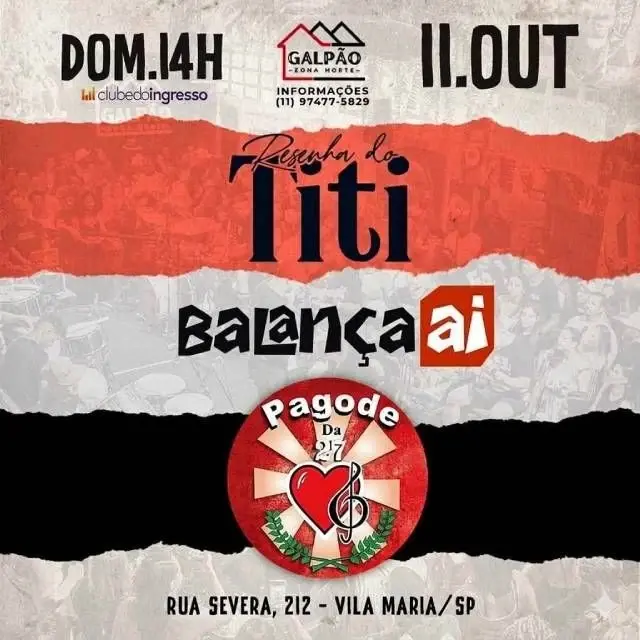 DOM.14H
clubedoingresso
GALPÃO
ZONA NORTE
INFORMAÇÕES
(11) 97477-5829
11.OUT
Resenha do
Titi
BALANÇA ai
Pagode
Da
27
RUA SEVERA, 212 - VILA MARIA/SP